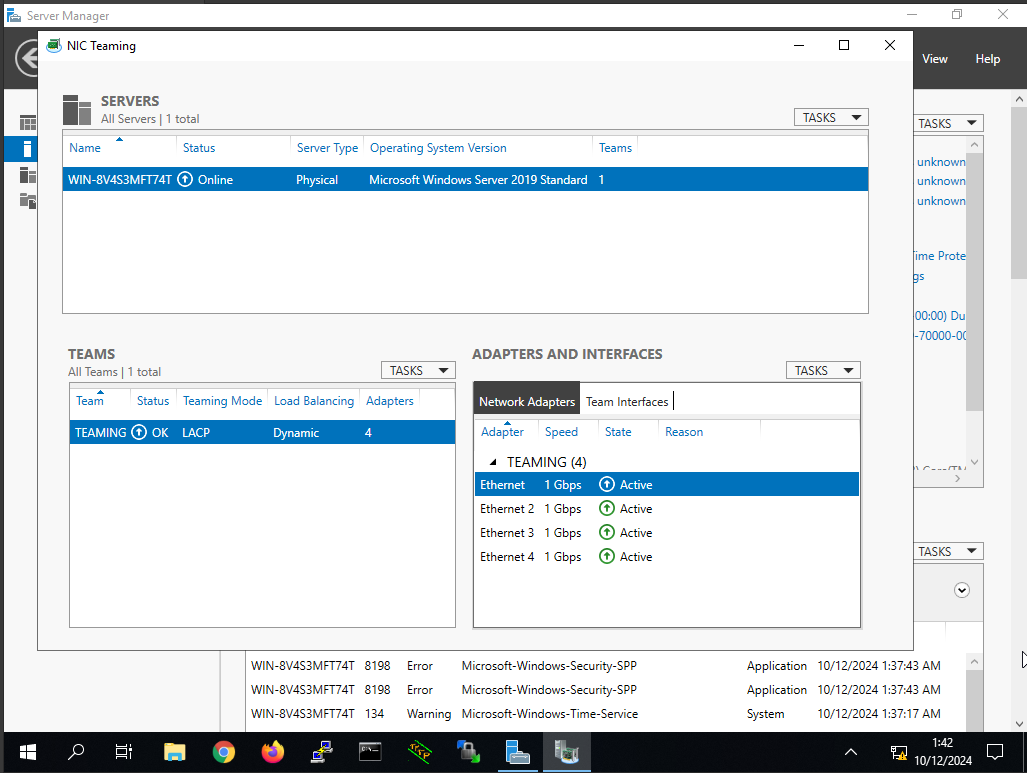 Server Manager
NIC Teaming
View Help
SERVERS
All Servers | 1 total
TASKS
TASKS
Name Status Server Type Operating System Version Teams
WIN-8V4S3MFT74T Online Physical Microsoft Windows Server 2019 Standard 1
unknown
unknown
unknown
ime Prote
gs
00:00) Du
0-70000-00
TEAMS
All Teams | 1 total
TASKS
Team Status Teaming Mode Load Balancing Adapters
TEAMING OK LACP Dynamic 4
ADAPTERS AND INTERFACES
TASKS
Network Adapters Team Interfaces
Adapter Speed State Reason
TEAMING (4)
Ethernet 1 Gbps Active
Ethernet 2 1 Gbps Active
Ethernet 3 1 Gbps Active
Ethernet 4 1 Gbps Active
TASKS
WIN-8V4S3MFT74T 8198 Error Microsoft-Windows-Security-SPP Application 10/12/2024 1:37:43 AM
WIN-8V4S3MFT74T 8198 Error Microsoft-Windows-Security-SPP Application 10/12/2024 1:37:43 AM
WIN-8V4S3MFT74T 134 Warning Microsoft-Windows-Time-Service System 10/12/2024 1:37:17 AM
1:42
10/12/2024